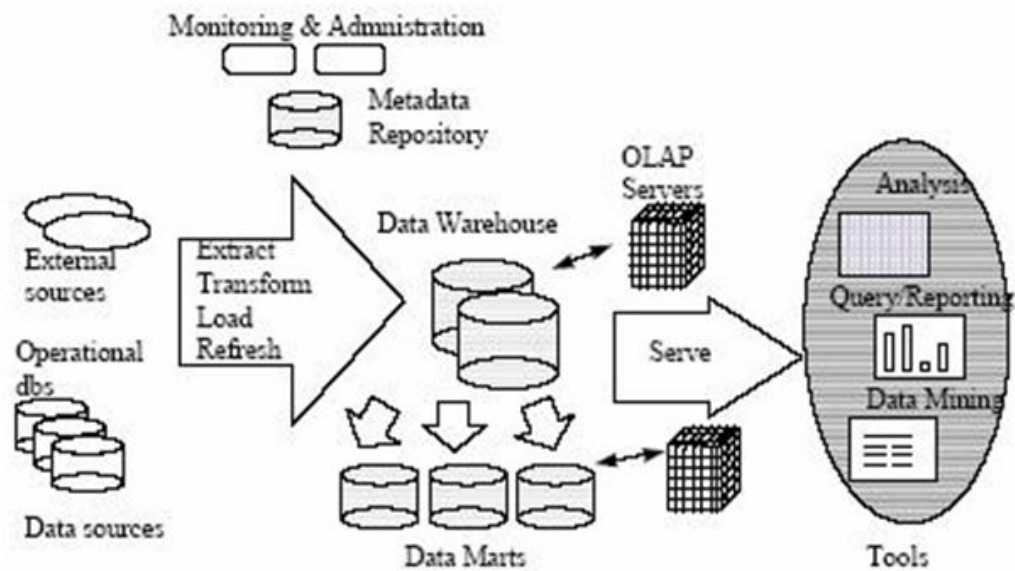 Monitoring & Admnistration
Metadata
Repository
External
sources
Operational
dbs
Data sources
Extract
Transform
Load
Refresh
Data Warehouse
Data Marts
OLAP
Servers
Serve
Analysis
Query/Reporting
Data Mining
Tools